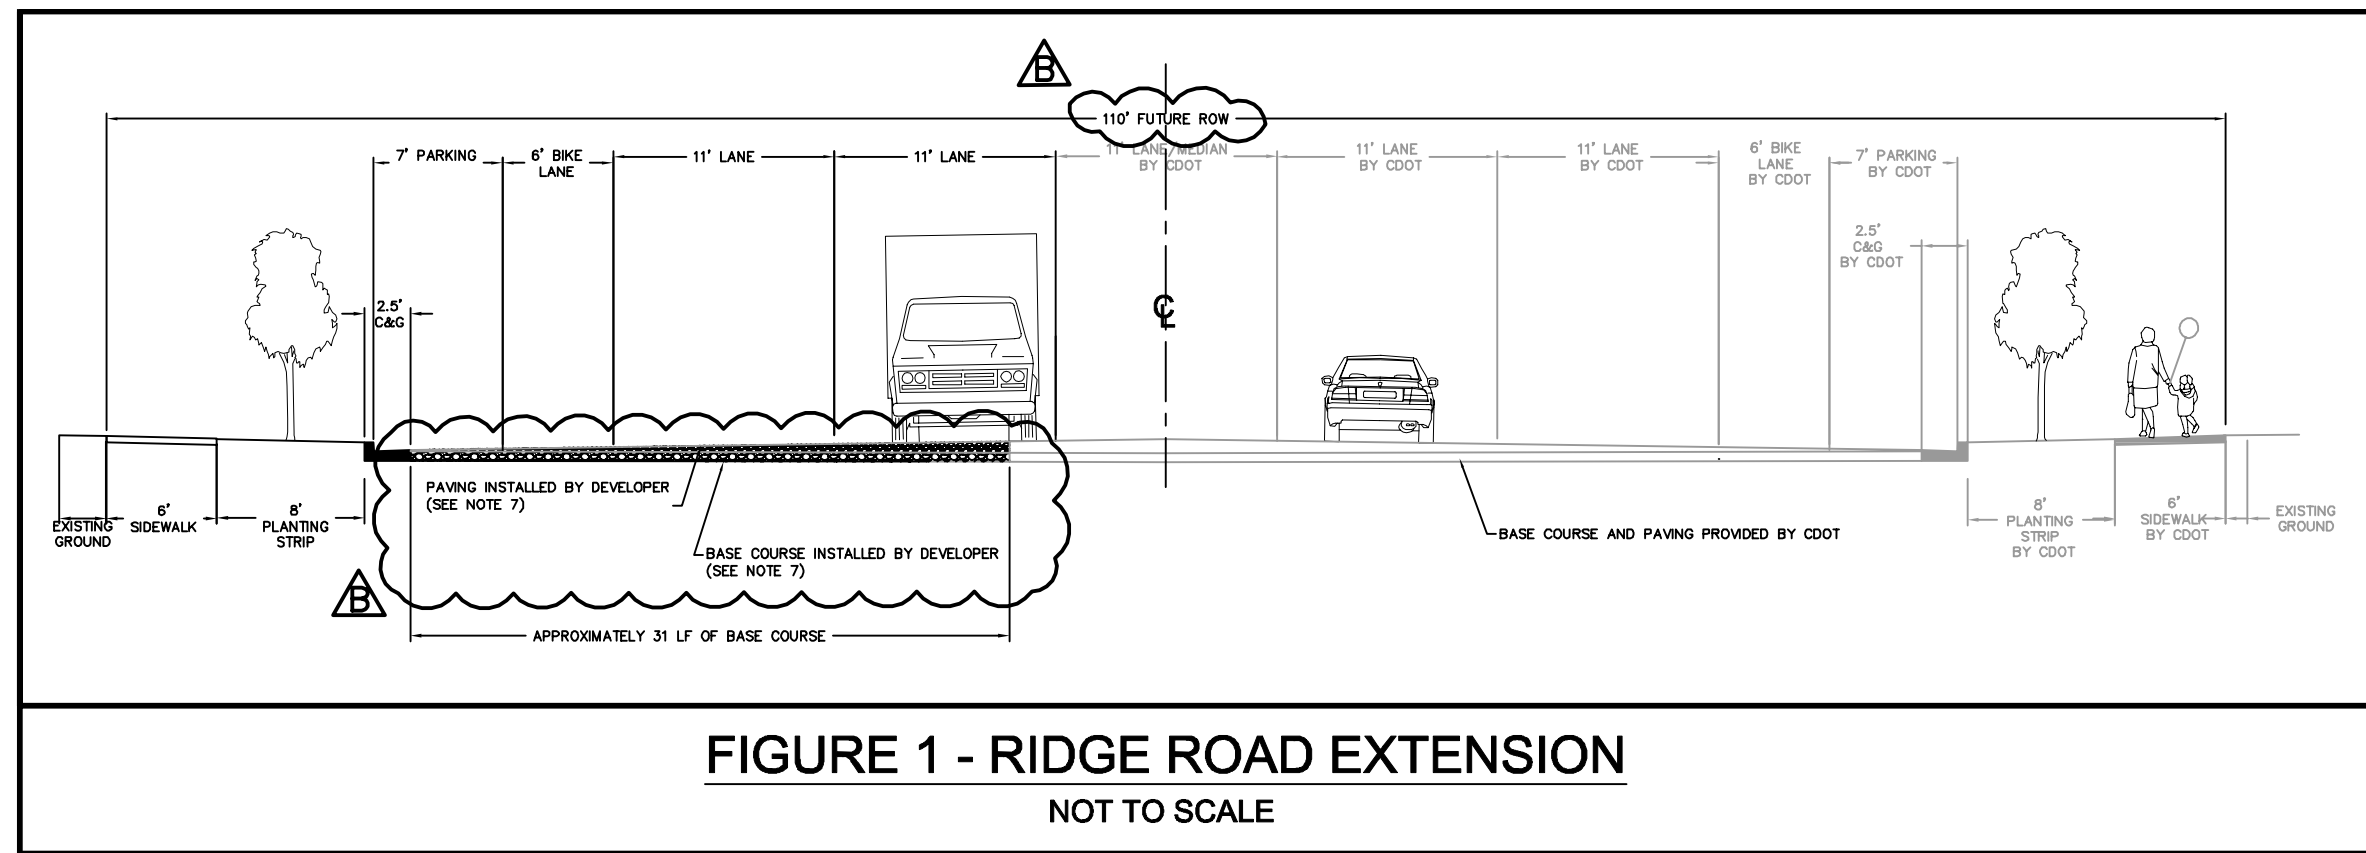 B
110' FUTURE ROW
7' PARKING
6' BIKE
LANE
11' LANE
11' LANE
11' LANE/MEDIAN
BY CDOT
11' LANE
BY CDOT
11' LANE
BY CDOT
6' BIKE
LANE
BY CDOT
7' PARKING
BY CDOT
2.5'
C&G
BY CDOT
2.5'
C&G
CL
PAVING INSTALLED BY DEVELOPER
(SEE NOTE 7)
EXISTING
GROUND
6'
SIDEWALK
8'
PLANTING
STRIP
BASE COURSE INSTALLED BY DEVELOPER
(SEE NOTE 7)
BASE COURSE AND PAVING PROVIDED BY CDOT
8'
PLANTING
STRIP
BY CDOT
6'
SIDEWALK
BY CDOT
EXISTING
GROUND
B
APPROXIMATELY 31 LF OF BASE COURSE
FIGURE 1 - RIDGE ROAD EXTENSION
NOT TO SCALE